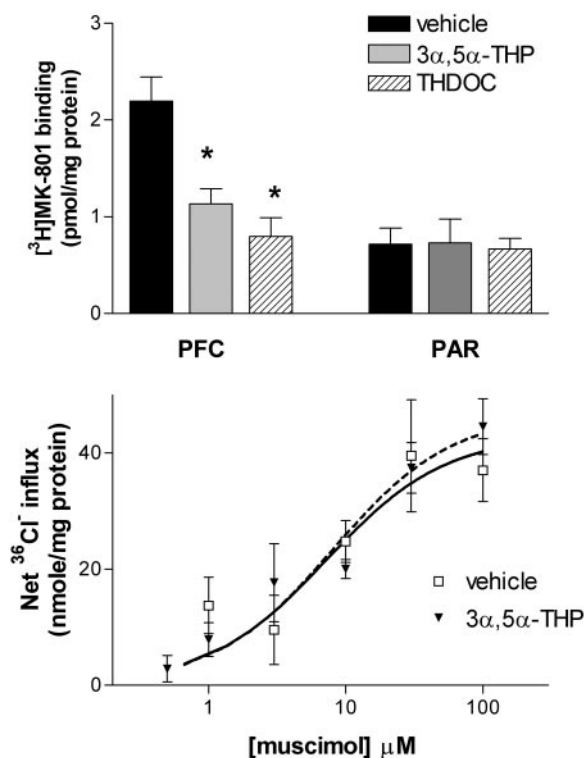 3
2
1
0
[³H]MK-801 binding
(pmol/mg protein)
vehicle
3α,5α-THP
THDOC
*
*
PFC PAR
40
20
0
Net ³⁶Cl⁻ influx
(nmole/mg protein)
vehicle
3α,5α-THP
1 10 100
[muscimol] μM